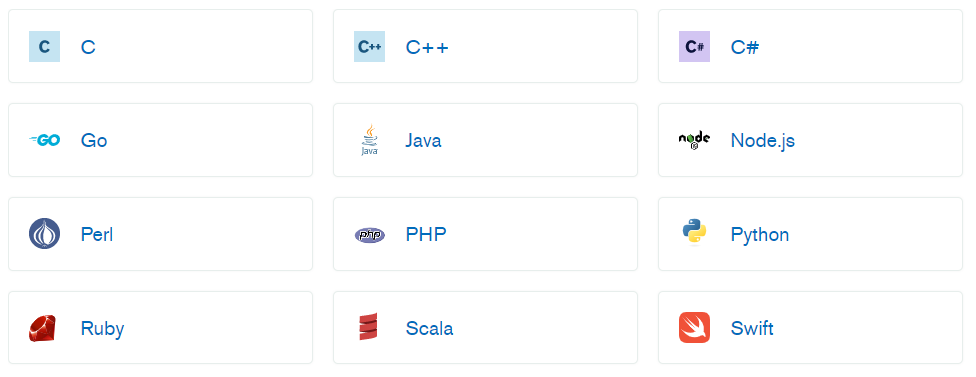 C C C++ C++ C# C#
GO Go Java Java node Node.js
Perl php PHP Python
Ruby Scala Swift